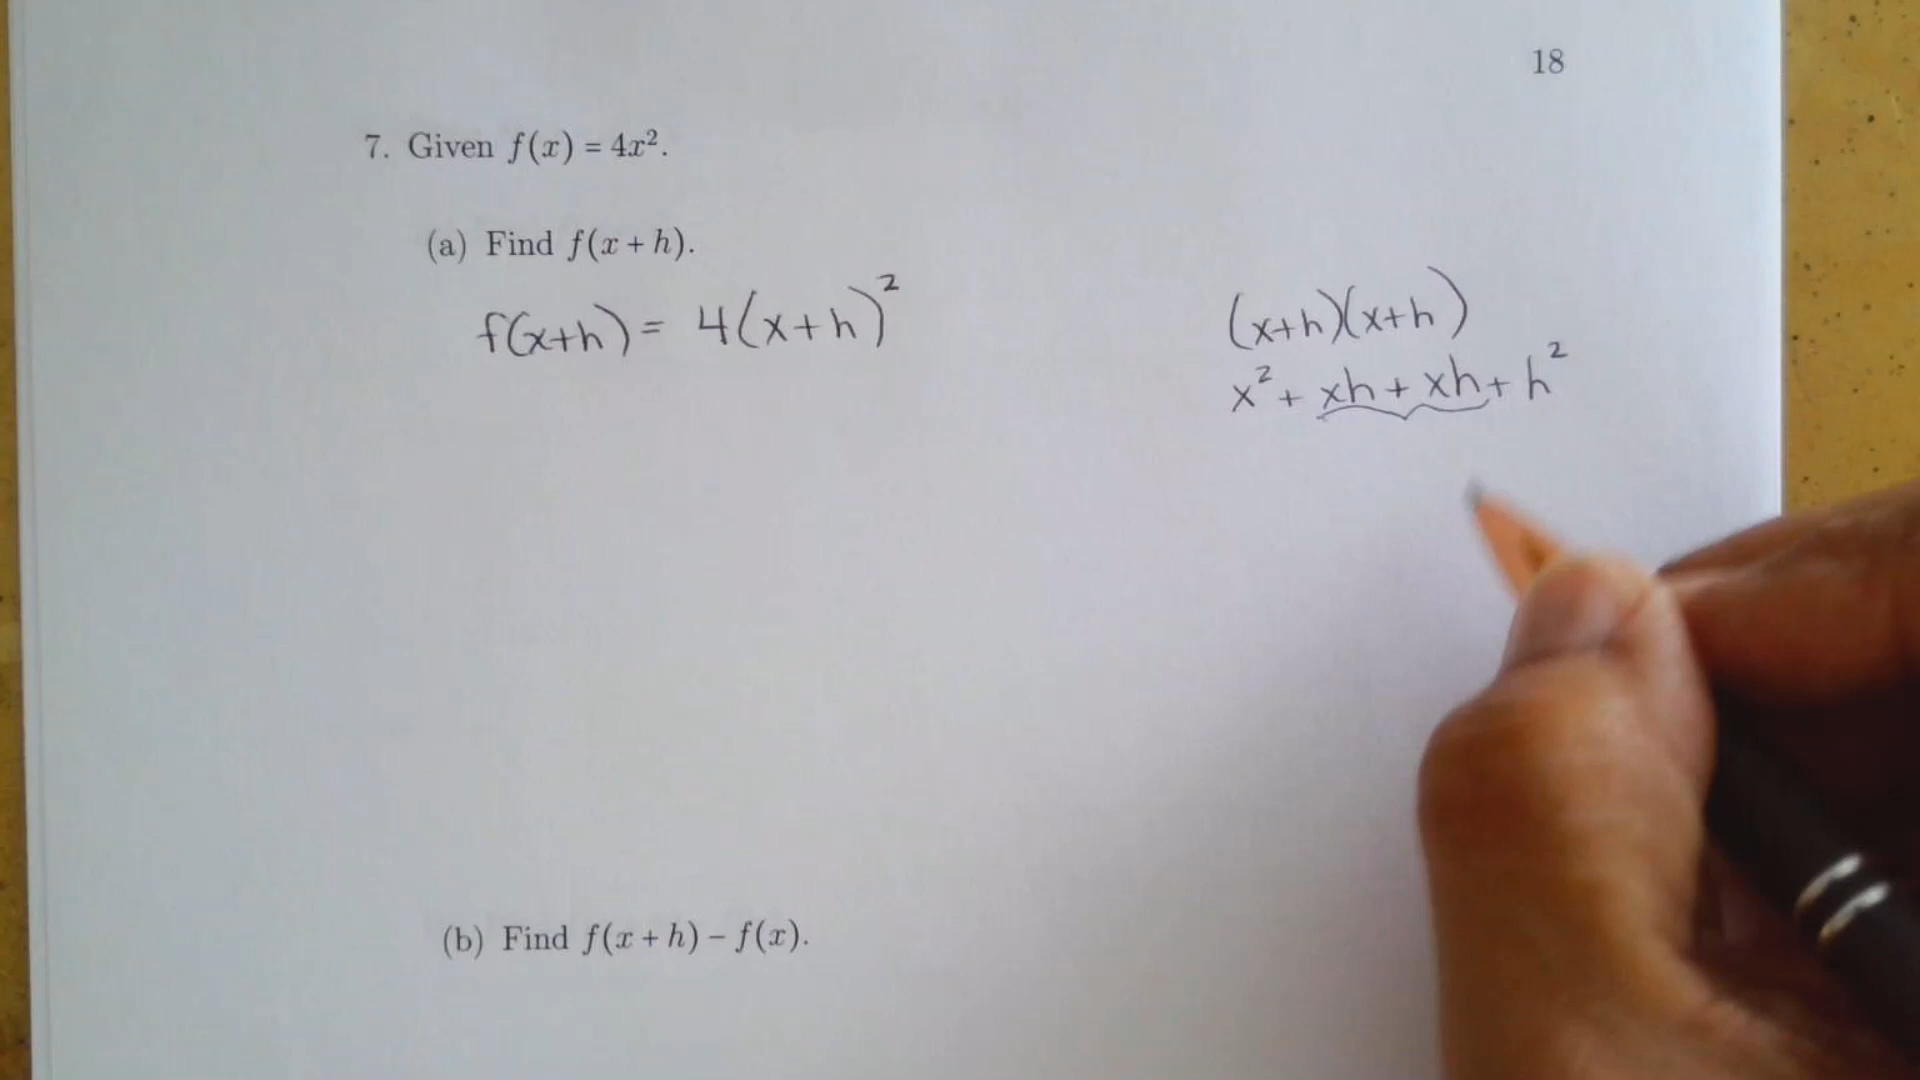 18
7. Given f(x) = 4x².
(a) Find f(x + h).
f(x+h) = 4(x+h)²
(x+h)(x+h)
x² + xh + xh + h²
(b) Find f(x + h) − f(x).